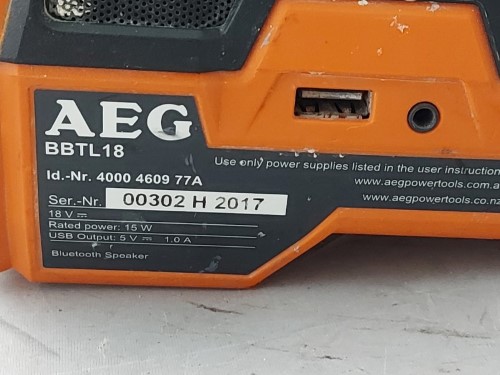 AEG
BBTL18
Id.-Nr. 4000 4609 77A
Ser.-Nr. 00302 H 2017
18 V ⎓
Rated power: 15 W
USB Output: 5 V ⎓ 1.0 A
Bluetooth Speaker
Use only power supplies listed in the user instruction
www.aegpowertools.com.au
www.aegpowertools.co.nz